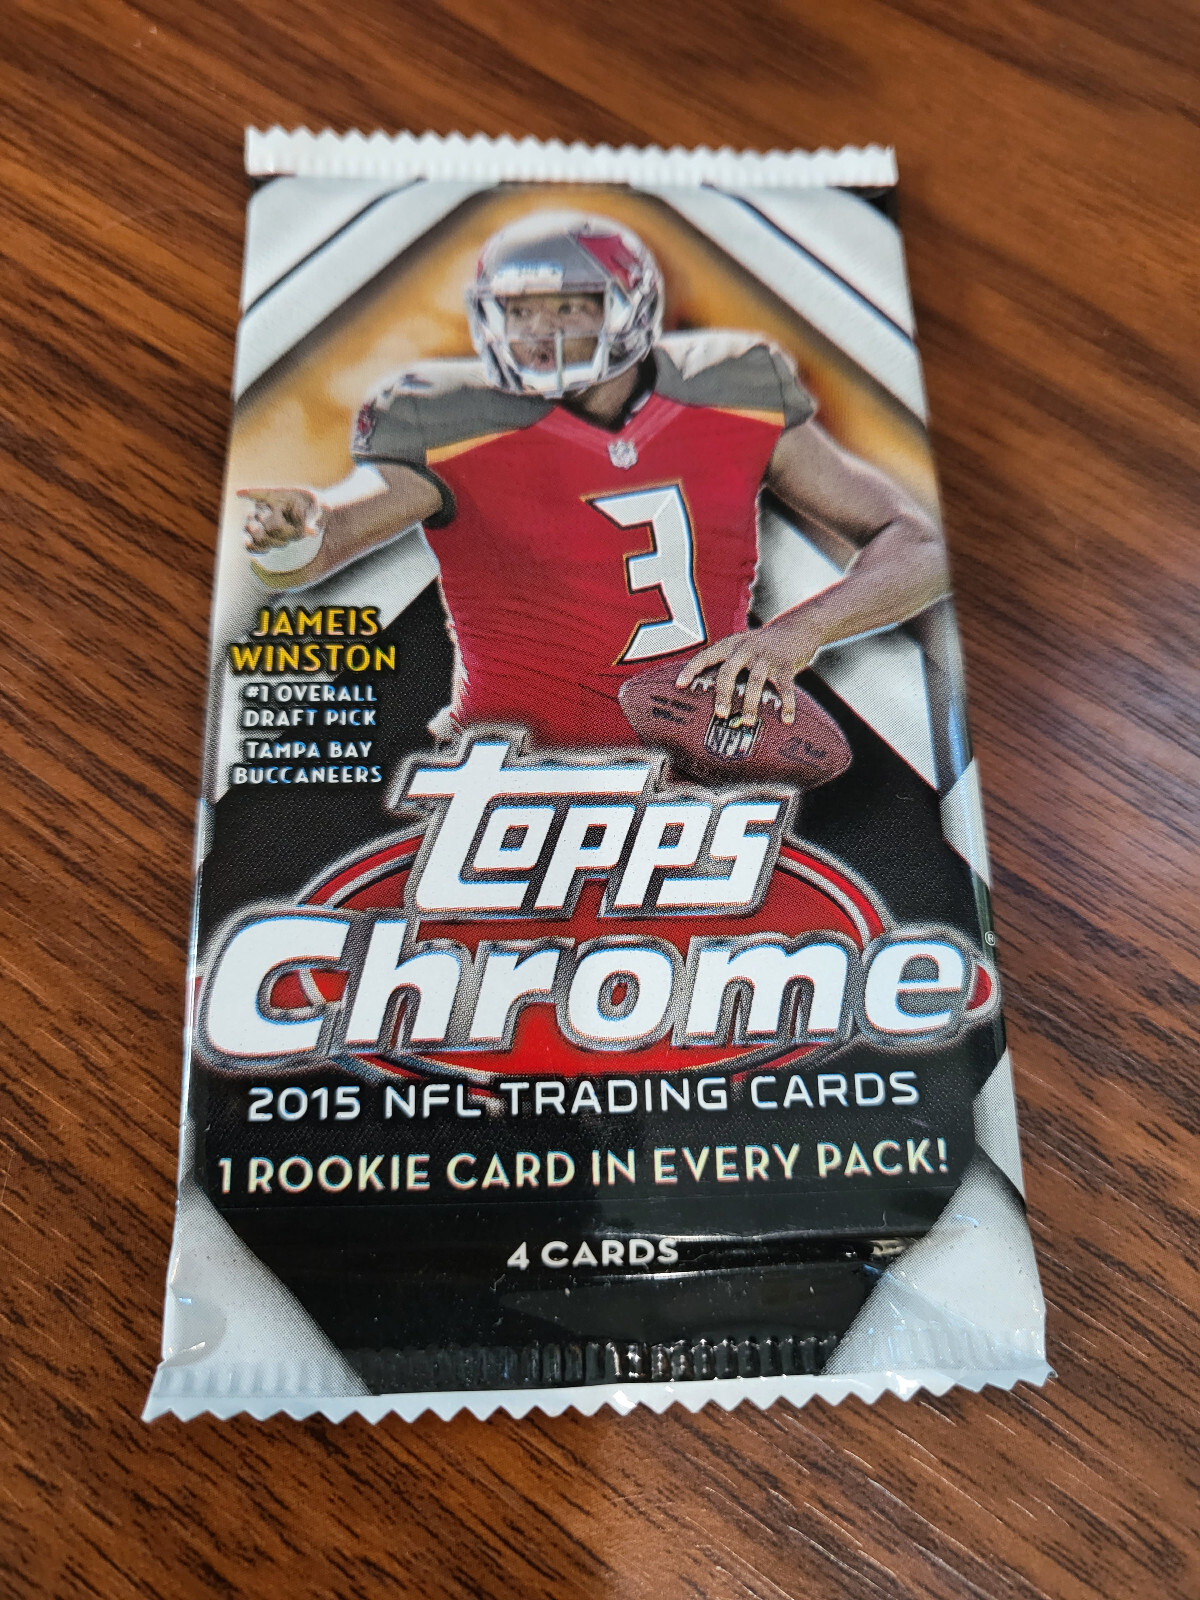 3
JAMEIS
WINSTON
#1 OVERALL
DRAFT PICK
TAMPA BAY
BUCCANEERS
NFL
topps
Chrome®
2015 NFL TRADING CARDS
1 ROOKIE CARD IN EVERY PACK!
4 CARDS